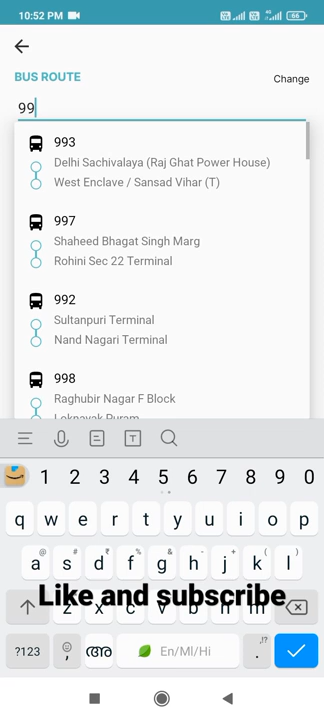 10:52 PM 66
BUS ROUTE
Change
99
993
Delhi Sachivalaya (Raj Ghat Power House)
West Enclave / Sansad Vihar (T)
997
Shaheed Bhagat Singh Marg
Rohini Sec 22 Terminal
992
Sultanpuri Terminal
Nand Nagari Terminal
998
Raghubir Nagar F Block
Loknayak Puram
T
1 2 3 4 5 6 7 8 9 0
q w e r t y u i o p
@ # ₹ % & - + ( )
a s d f g h j k l
Like and subscribe
z x c v b n m
?123 , അ En/Ml/Hi . ,!?